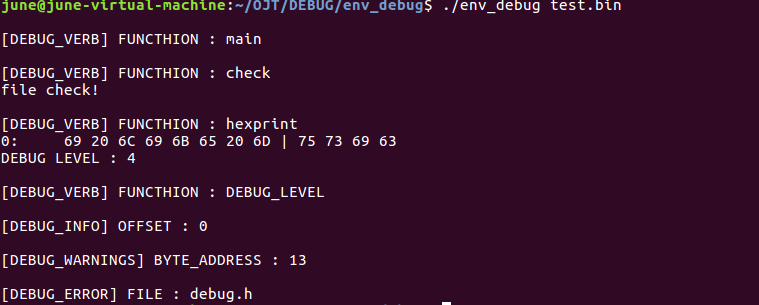 june@june-virtual-machine:~/OJT/DEBUG/env_debug$ ./env_debug test.bin
[DEBUG_VERB] FUNCTHION : main
[DEBUG_VERB] FUNCTHION : check
file check!
[DEBUG_VERB] FUNCTHION : hexprint
0:     69 20 6C 69 6B 65 20 6D | 75 73 69 63
DEBUG LEVEL : 4
[DEBUG_VERB] FUNCTHION : DEBUG_LEVEL
[DEBUG_INFO] OFFSET : 0
[DEBUG_WARNINGS] BYTE_ADDRESS : 13
[DEBUG_ERROR] FILE : debug.h